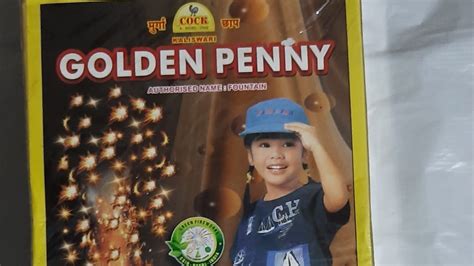 मुर्गा COCK छाप
KALISWARI
GOLDEN PENNY
AUTHORISED NAME : FOUNTAIN